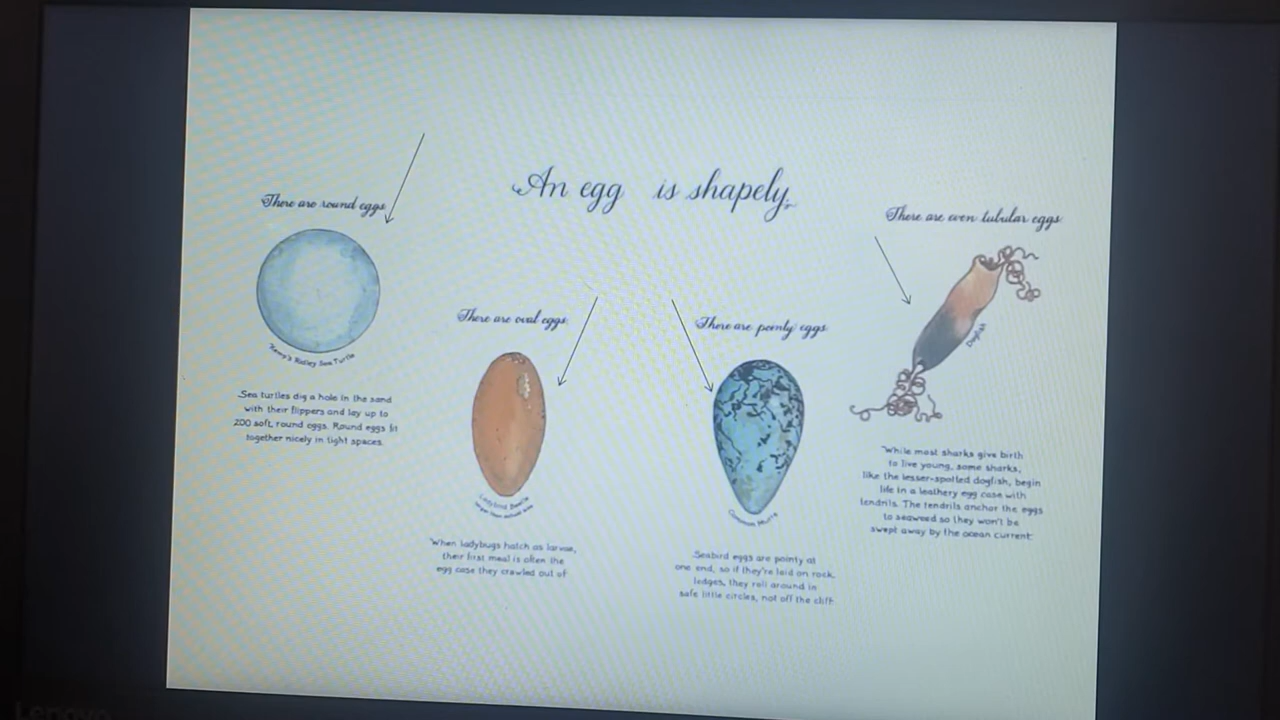 An egg is shapely.
There are round eggs
Kemp's Ridley Sea Turtle
Sea turtles dig a hole in the sand
with their flippers and lay up to
200 soft, round eggs. Round eggs fit
together nicely in tight spaces.
There are oval eggs
Ladybird Beetle
larger than actual size
When ladybugs hatch as larvae,
their first meal is often the
egg case they crawled out of
There are pointy eggs
Common Murre
Seabird eggs are pointy at
one end, so if they're laid on rock
ledges, they roll around in
safe little circles, not off the cliff.
There are even tubular eggs
Dogfish
While most sharks give birth
to live young, some sharks,
like the lesser-spotted dogfish, begin
life in a leathery egg case with
tendrils. The tendrils anchor the eggs
to seaweed so they won't be
swept away by the ocean current.
Lenovo